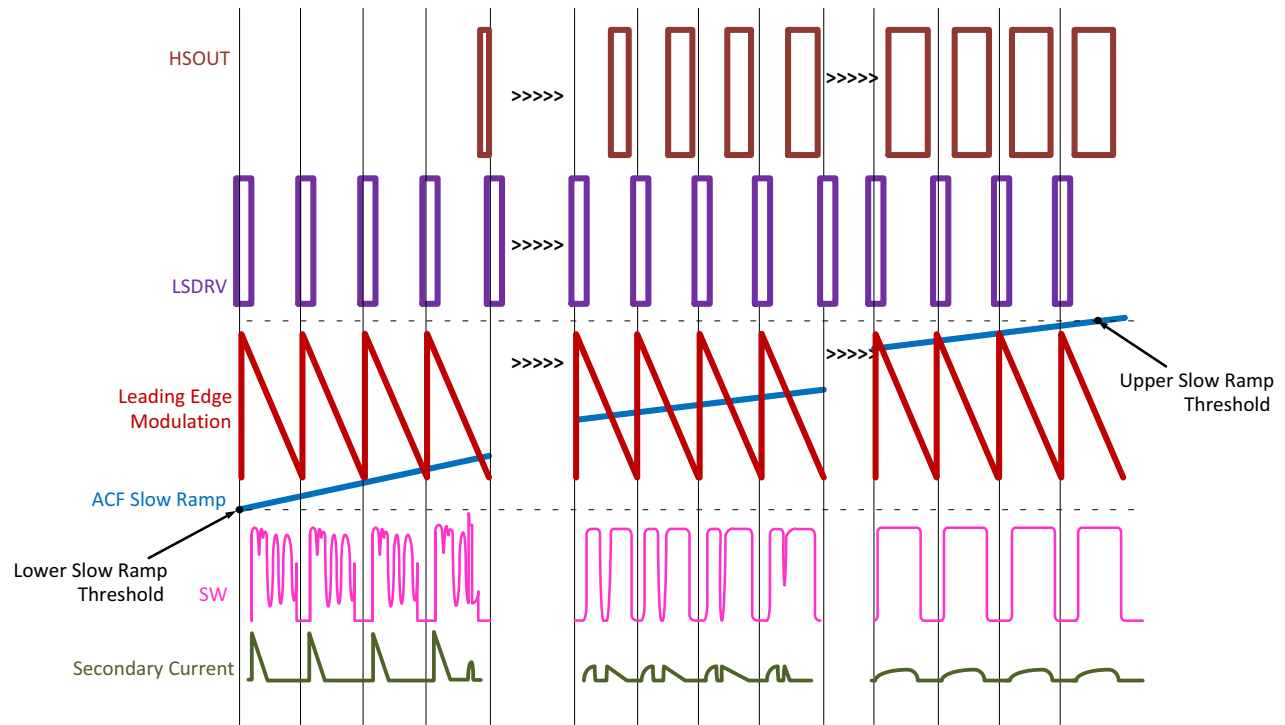 HSOUT
>>>>>
>>>>>
LSDRV
>>>>>
Leading Edge
Modulation
>>>>>
>>>>>
Upper Slow Ramp
Threshold
ACF Slow Ramp
Lower Slow Ramp
Threshold
SW
Secondary Current